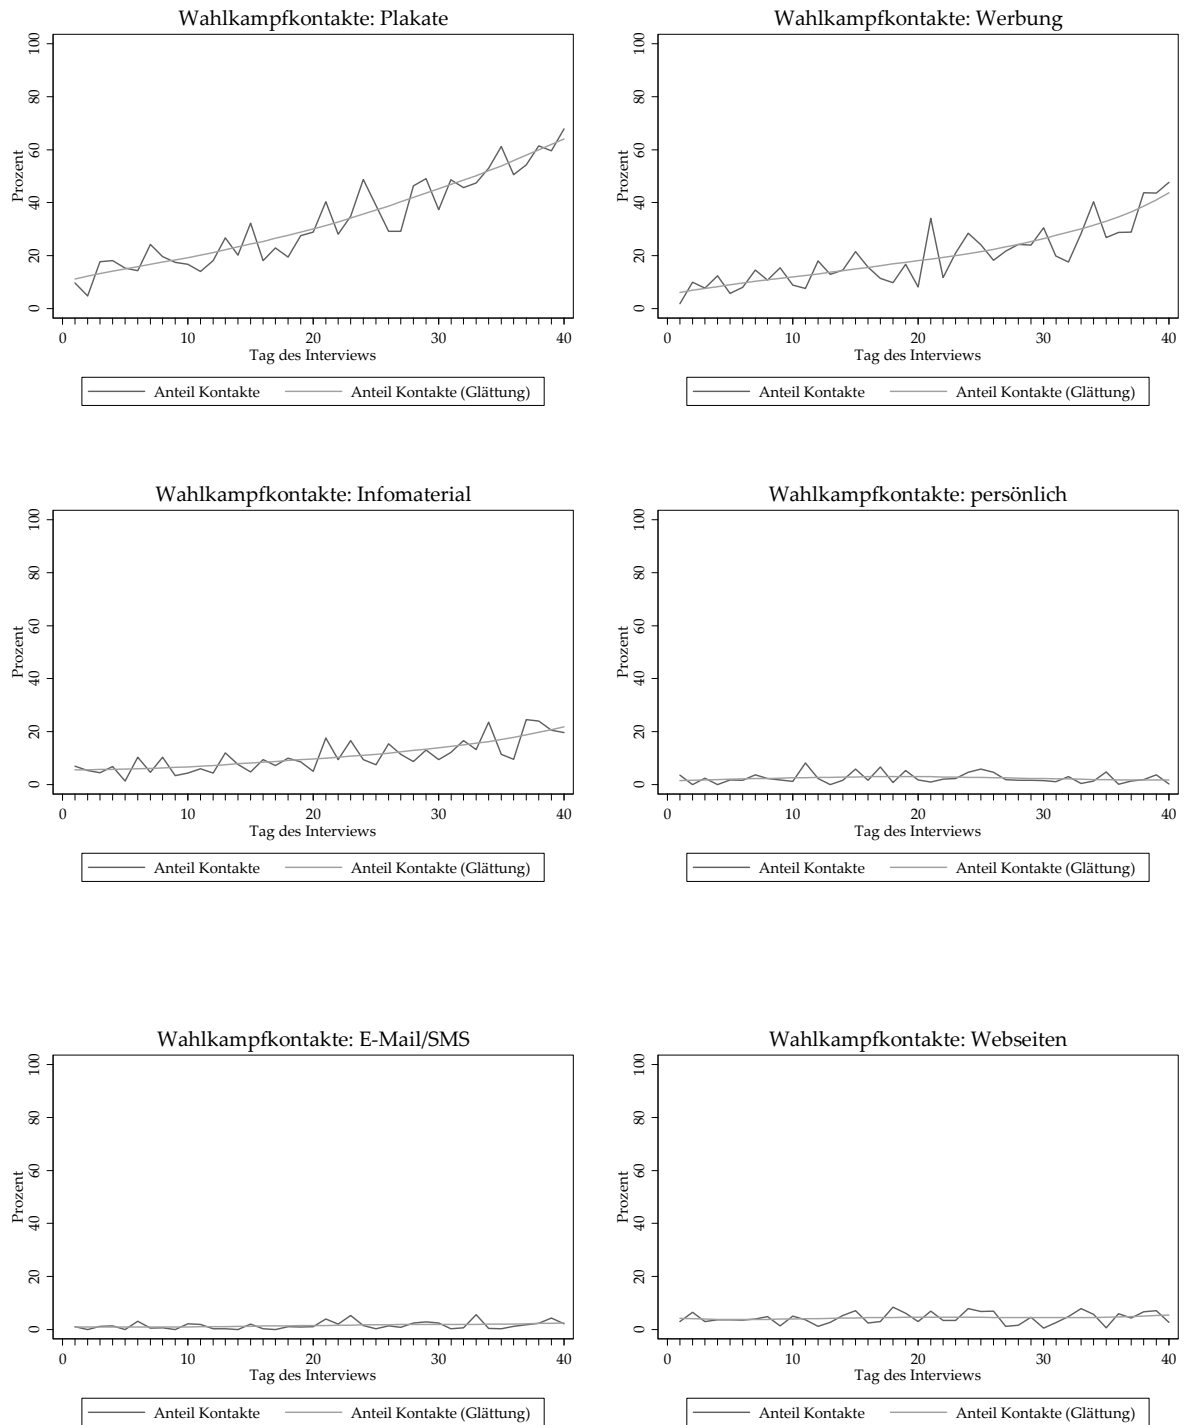 Wahlkampfkontakte: Plakate
Prozent
0 20 40 60 80 100
0 10 20 30 40
Tag des Interviews
Anteil Kontakte Anteil Kontakte (Glättung)
Wahlkampfkontakte: Werbung
Prozent
0 20 40 60 80 100
0 10 20 30 40
Tag des Interviews
Anteil Kontakte Anteil Kontakte (Glättung)
Wahlkampfkontakte: Infomaterial
Prozent
0 20 40 60 80 100
0 10 20 30 40
Tag des Interviews
Anteil Kontakte Anteil Kontakte (Glättung)
Wahlkampfkontakte: persönlich
Prozent
0 20 40 60 80 100
0 10 20 30 40
Tag des Interviews
Anteil Kontakte Anteil Kontakte (Glättung)
Wahlkampfkontakte: E-Mail/SMS
Prozent
0 20 40 60 80 100
0 10 20 30 40
Tag des Interviews
Anteil Kontakte Anteil Kontakte (Glättung)
Wahlkampfkontakte: Webseiten
Prozent
0 20 40 60 80 100
0 10 20 30 40
Tag des Interviews
Anteil Kontakte Anteil Kontakte (Glättung)